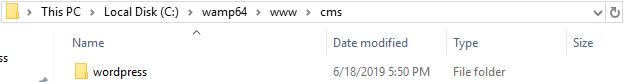 This PC > Local Disk (C:) > wamp64 > www > cms
Name Date modified Type Size
wordpress 6/18/2019 5:50 PM File folder